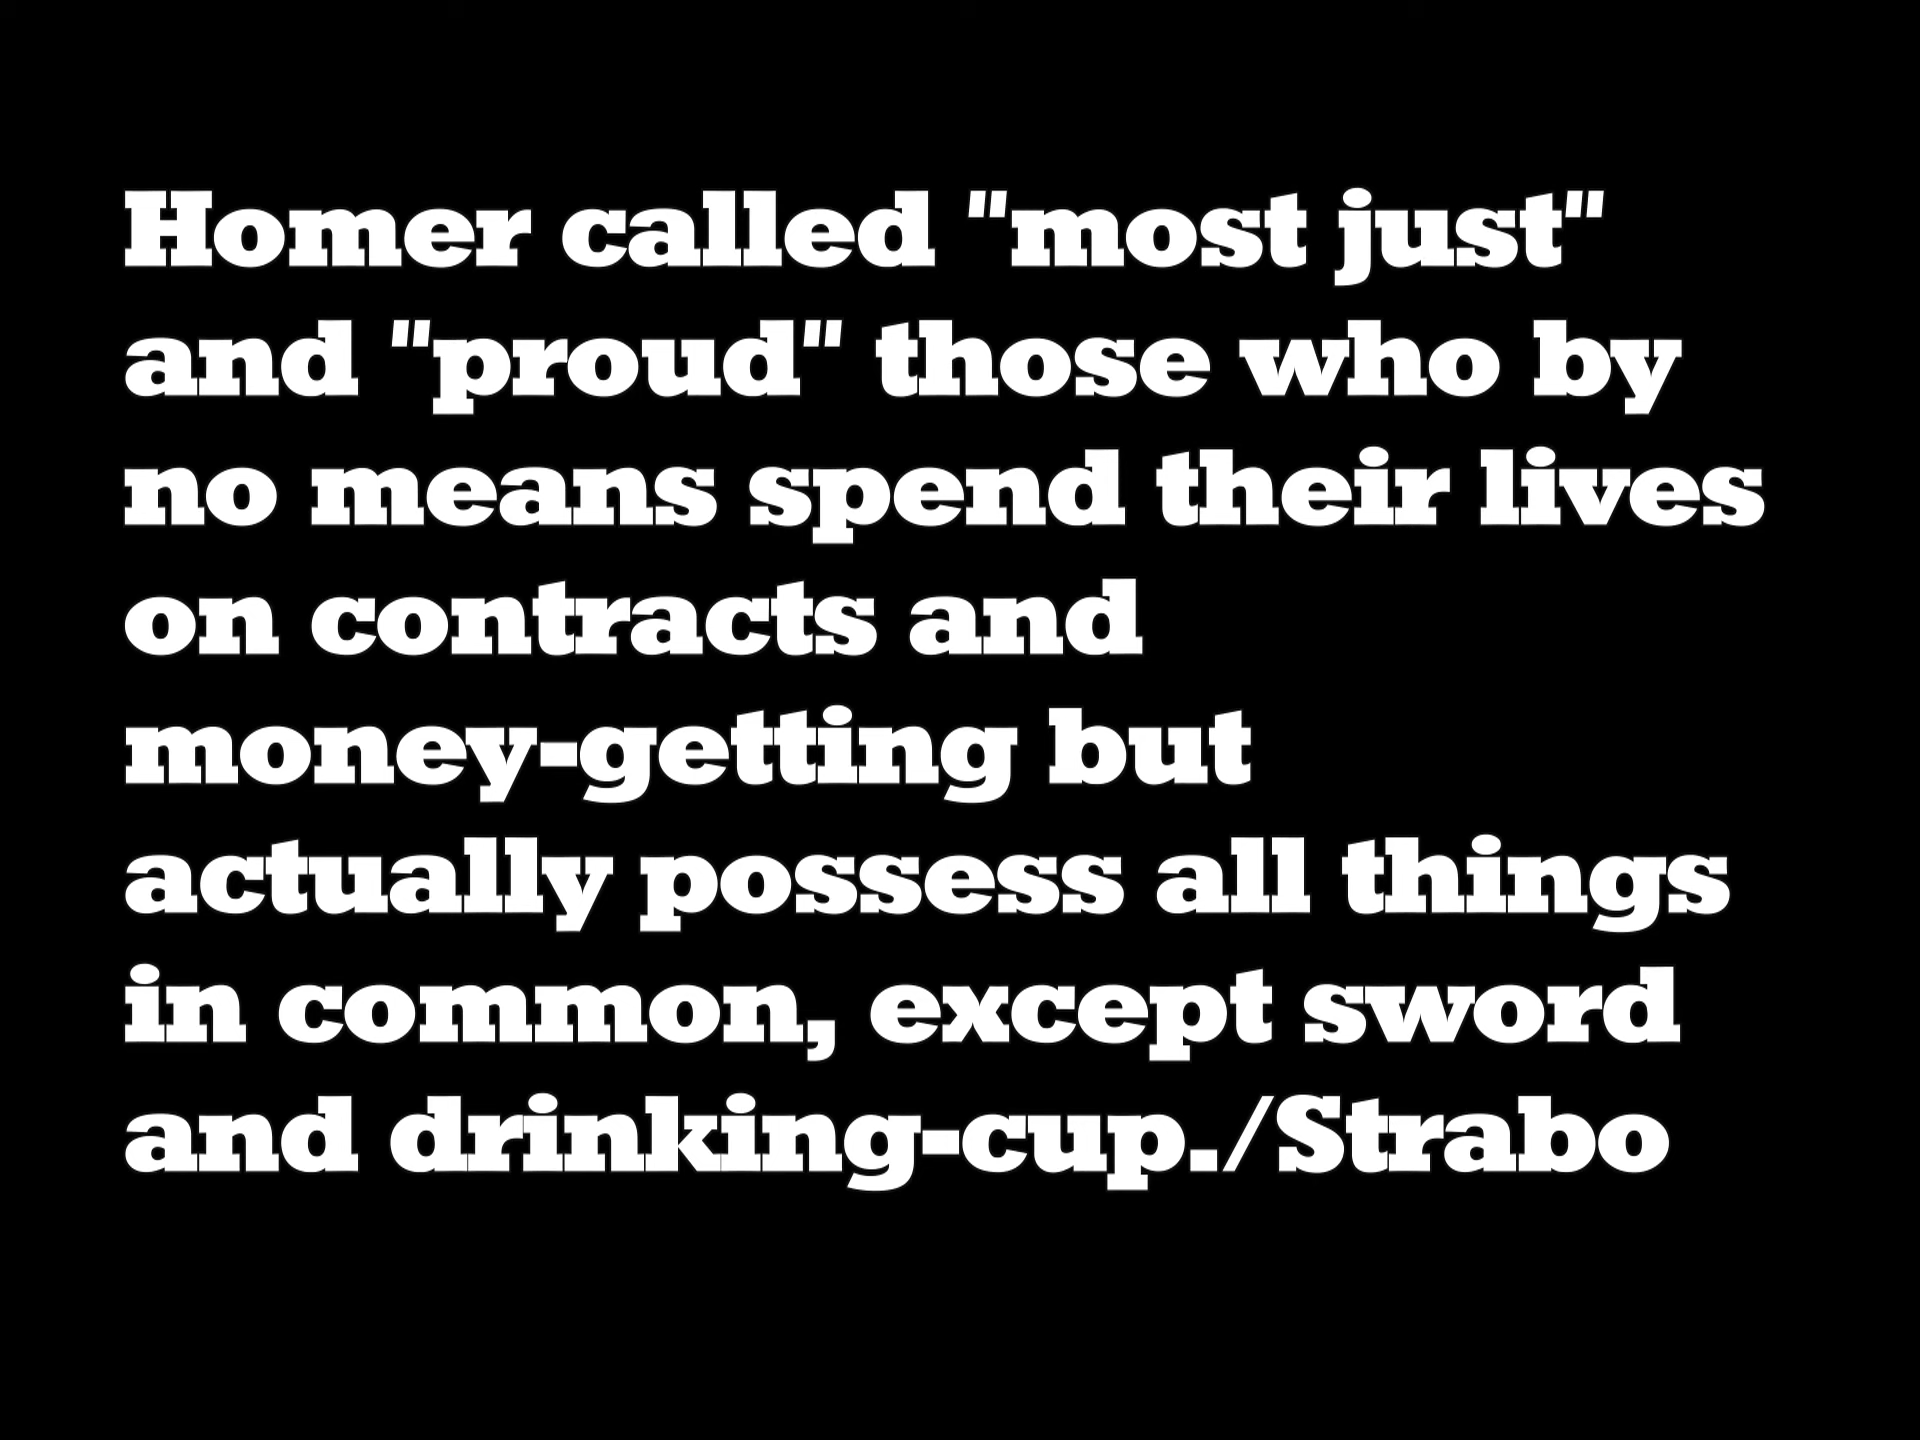 Homer called "most just"
and "proud" those who by
no means spend their lives
on contracts and
money-getting but
actually possess all things
in common, except sword
and drinking-cup./Strabo